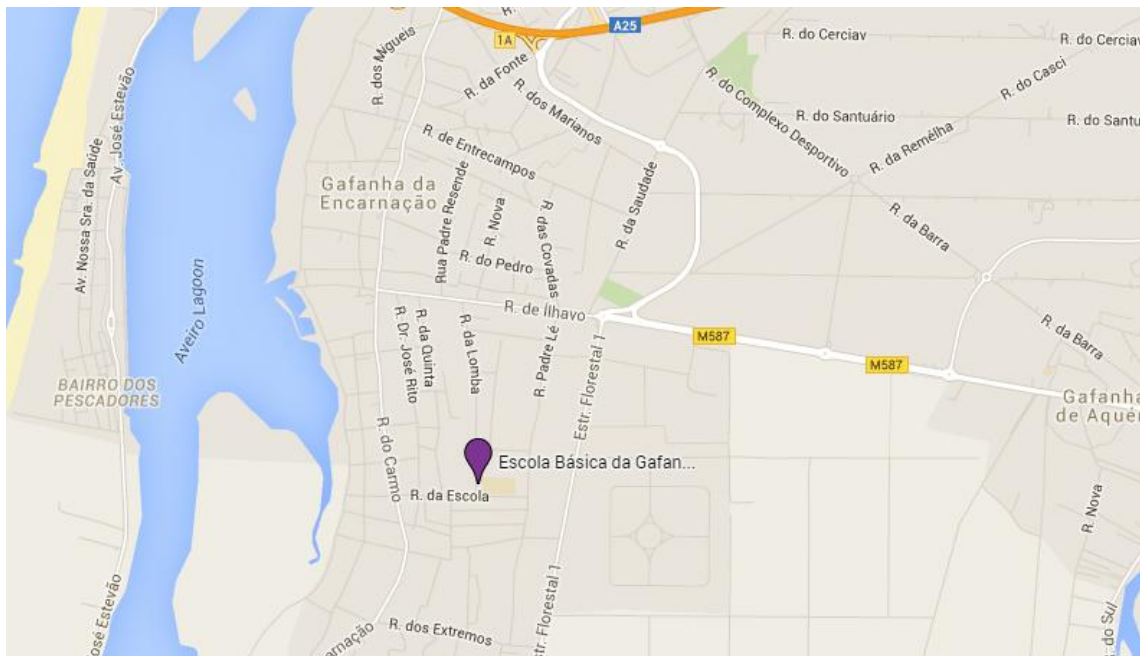 A25
1A
R. do Cerciav
R. do Cerciav
R. dos Migueis
R. da Fonte
R. dos Marianos
R. do Complexo Desportivo
R. do Casci
R. do Santuário
R. do Santu
R. da Remêlha
Av. José Estevão
Av. Nossa Sra. da Saúde
R. de Entrecampos
Gafanha da
Encarnação
Rua Padre Resende
R. Nova
R. das Covadas
R. da Saudade
R. do Pedro
R. da Barra
Aveiro Lagoon
R. de Ílhavo
M587
M587
R. da Barra
R. Dr. José Rito
R. da Quinta
R. da Lomba
R. Padre Lé
Estr. Florestal 1
BAIRRO DOS
PESCADORES
Gafanha
de Aqué
R. do Carmo
Escola Básica da Gafan...
R. da Escola
R. Nova
José Estevão
Estr. Florestal 1
R. dos Extremos
arnação
do Sul